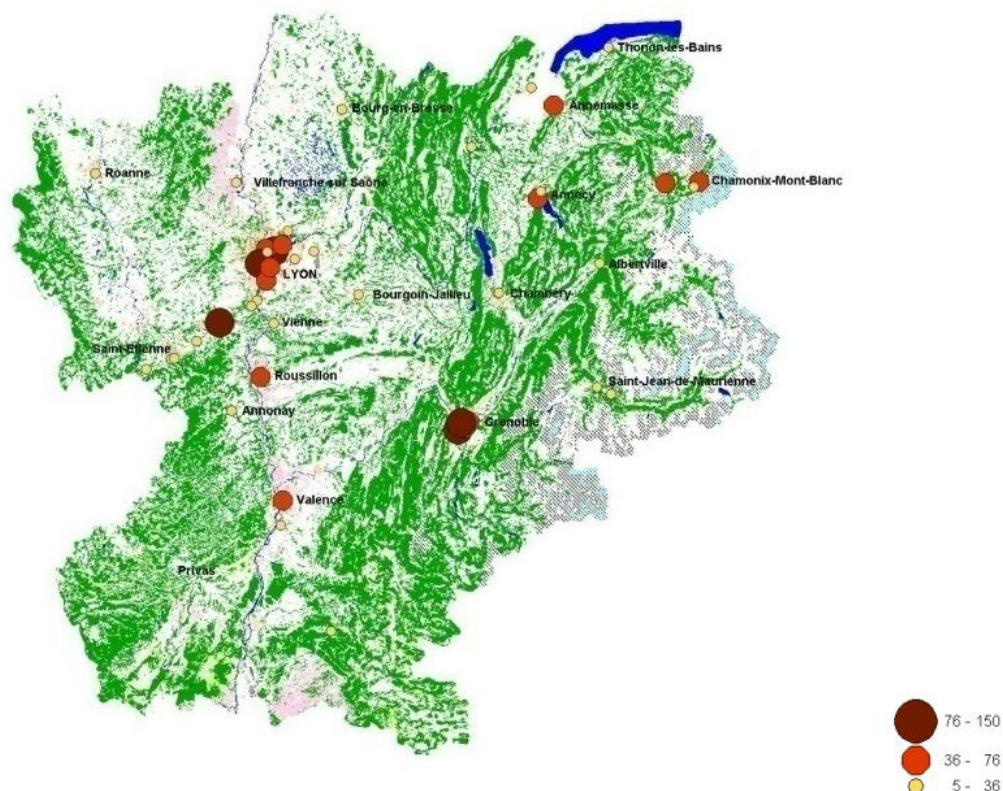 Thonon-les-Bains
Bourg-en-Bresse
Annemasse
Roanne
Villefranche sur Saône
Annecy
Chamonix-Mont-Blanc
LYON
Albertville
Bourgoin-Jallieu
Chambéry
Vienne
Saint-Etienne
Roussillon
Saint-Jean-de-Maurienne
Annonay
Grenoble
Valence
Privas
76 - 150
36 - 76
5 - 36